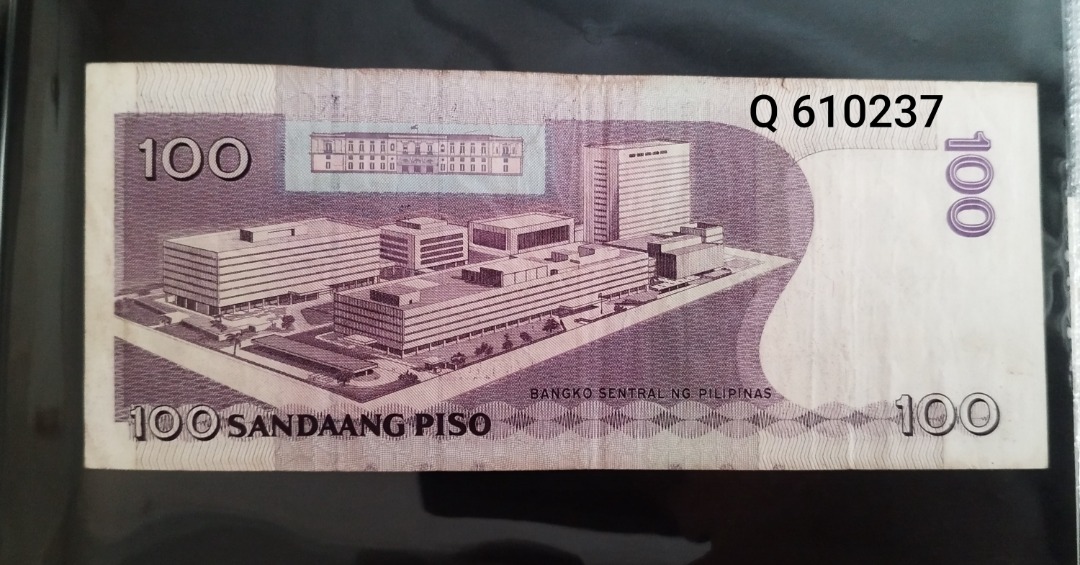 Q 610237
100
100
BANGKO SENTRAL NG PILIPINAS
100 SANDAANG PISO
100